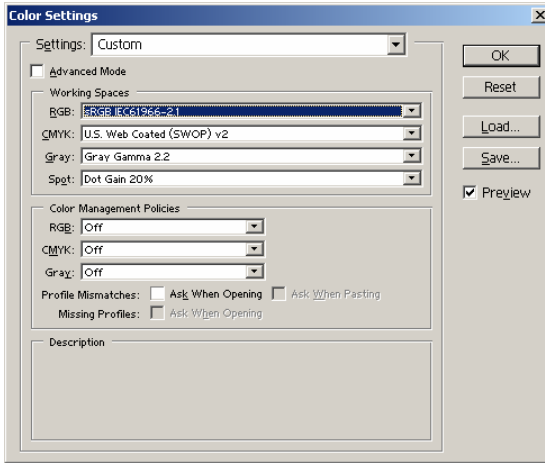 Color Settings
Settings: Custom
OK
Advanced Mode
Reset
Working Spaces
RGB: sRGB IEC61966-2.1
CMYK: U.S. Web Coated (SWOP) v2
Load...
Gray: Gray Gamma 2.2
Save...
Spot: Dot Gain 20%
Preview
Color Management Policies
RGB: Off
CMYK: Off
Gray: Off
Profile Mismatches: Ask When Opening Ask When Pasting
Missing Profiles: Ask When Opening
Description